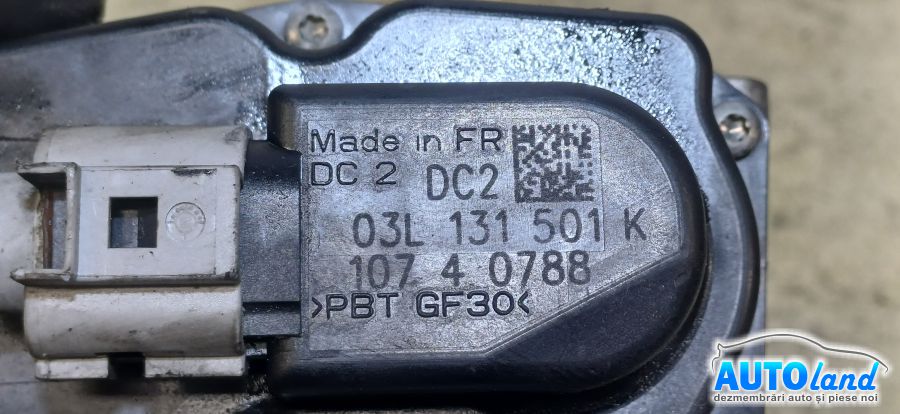 Made in FR
DC 2 DC2
03L 131 501 K
107 4 0788
>PBT GF30<
AUTOland
dezmembrări auto și piese noi